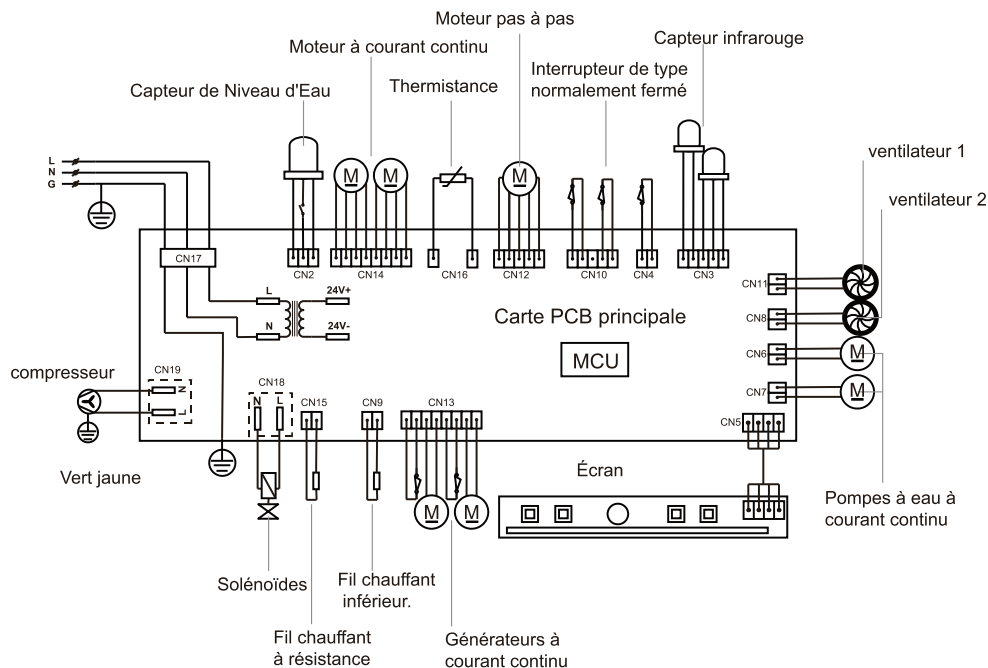 Moteur pas à pas
Moteur à courant continu
Capteur infrarouge
Capteur de Niveau d'Eau
Thermistance
Interrupteur de type
normalement fermé
ventilateur 1
ventilateur 2
L
N
G
M
M
M
CN17
CN2
CN14
CN16
CN12
CN10
CN4
CN3
CN11
L
24V+
N
24V-
Carte PCB principale
MCU
CN8
CN6
M
CN7
M
CN5
compresseur
CN19
N
L
CN18
N
L
CN15
CN9
CN13
Vert jaune
M
M
Écran
Pompes à eau à
courant continu
Solénoïdes
Fil chauffant
inférieur.
Fil chauffant
à résistance
Générateurs à
courant continu